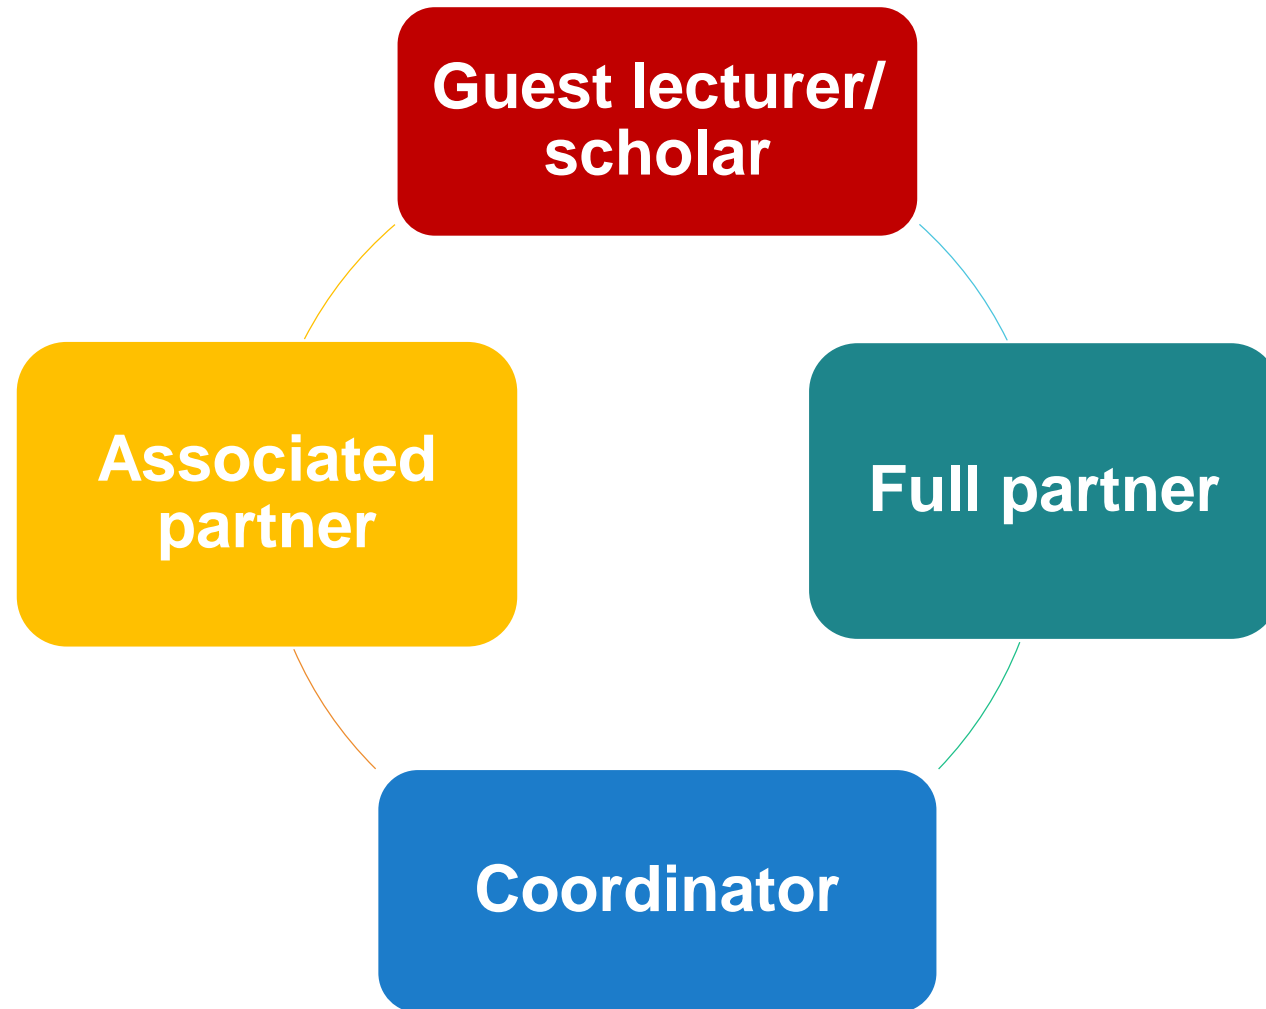 Guest lecturer/
scholar
Associated
partner
Full partner
Coordinator